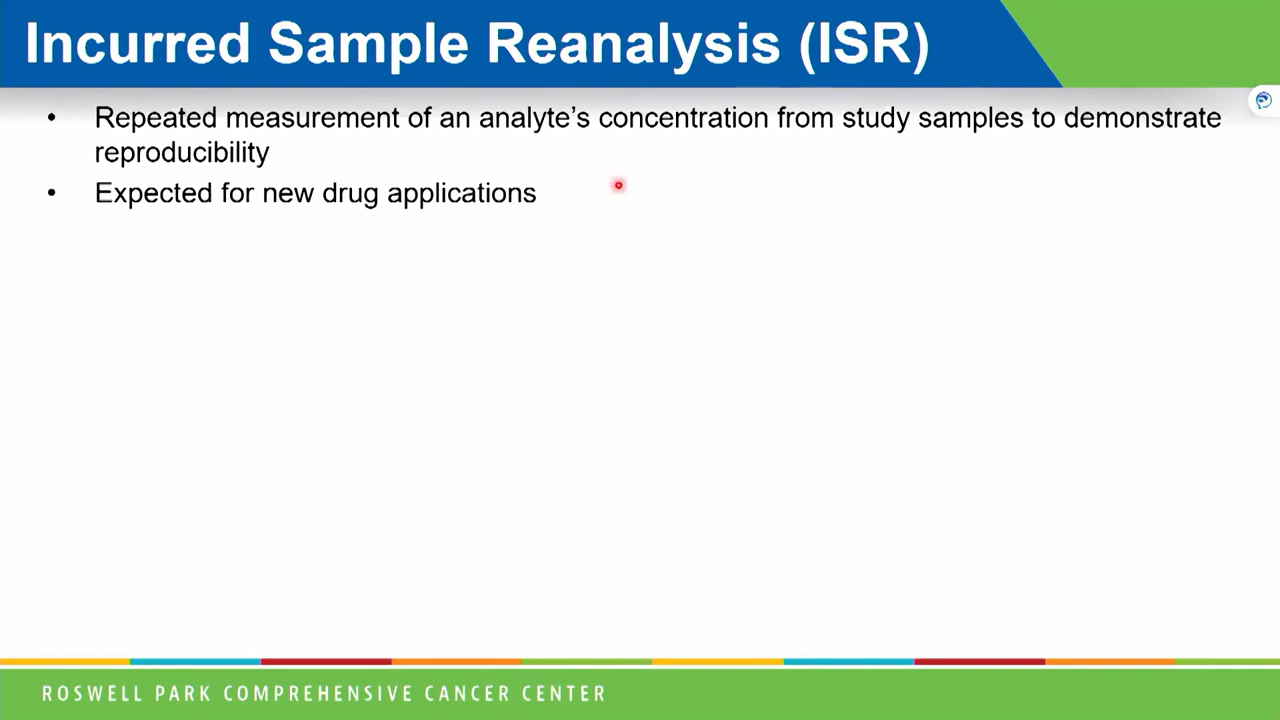 Incurred Sample Reanalysis (ISR)
• Repeated measurement of an analyte’s concentration from study samples to demonstrate
reproducibility
• Expected for new drug applications
ROSWELL PARK COMPREHENSIVE CANCER CENTER